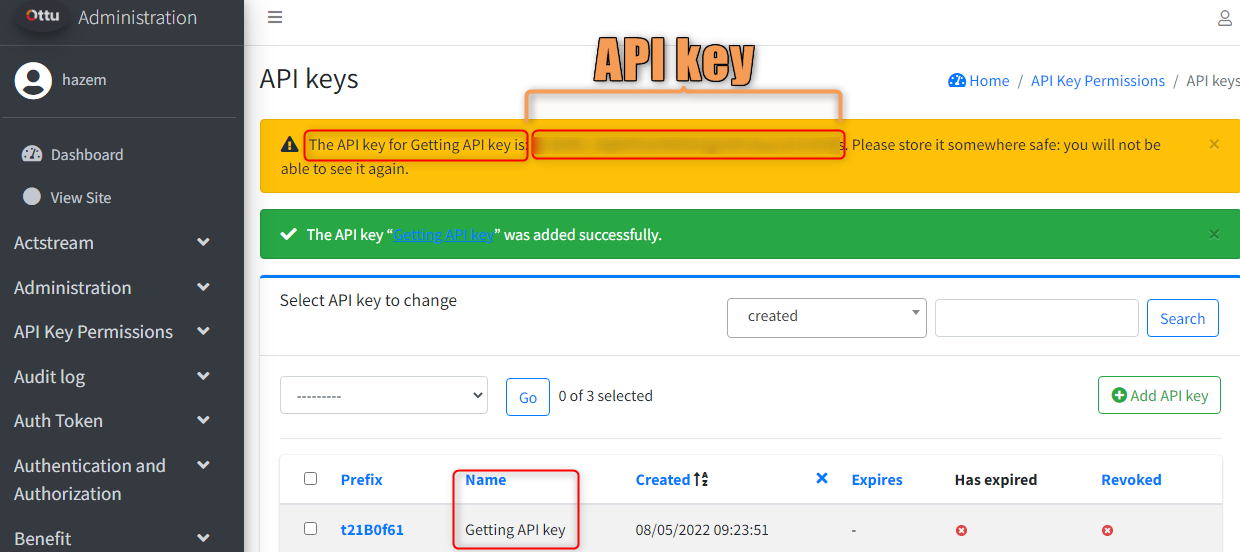 Ottu Administration
hazem
Dashboard
View Site
Actstream
Administration
API Key Permissions
Audit log
Auth Token
Authentication and
Authorization
Benefit
API key
API keys
Home / API Key Permissions / API keys
The API key for Getting API key is: . Please store it somewhere safe: you will not be
able to see it again.
The API key “Getting API key” was added successfully.
Select API key to change
created
Search
---------
Go
0 of 3 selected
Add API key
Prefix Name Created Expires Has expired Revoked
t21B0f61 Getting API key 08/05/2022 09:23:51 -